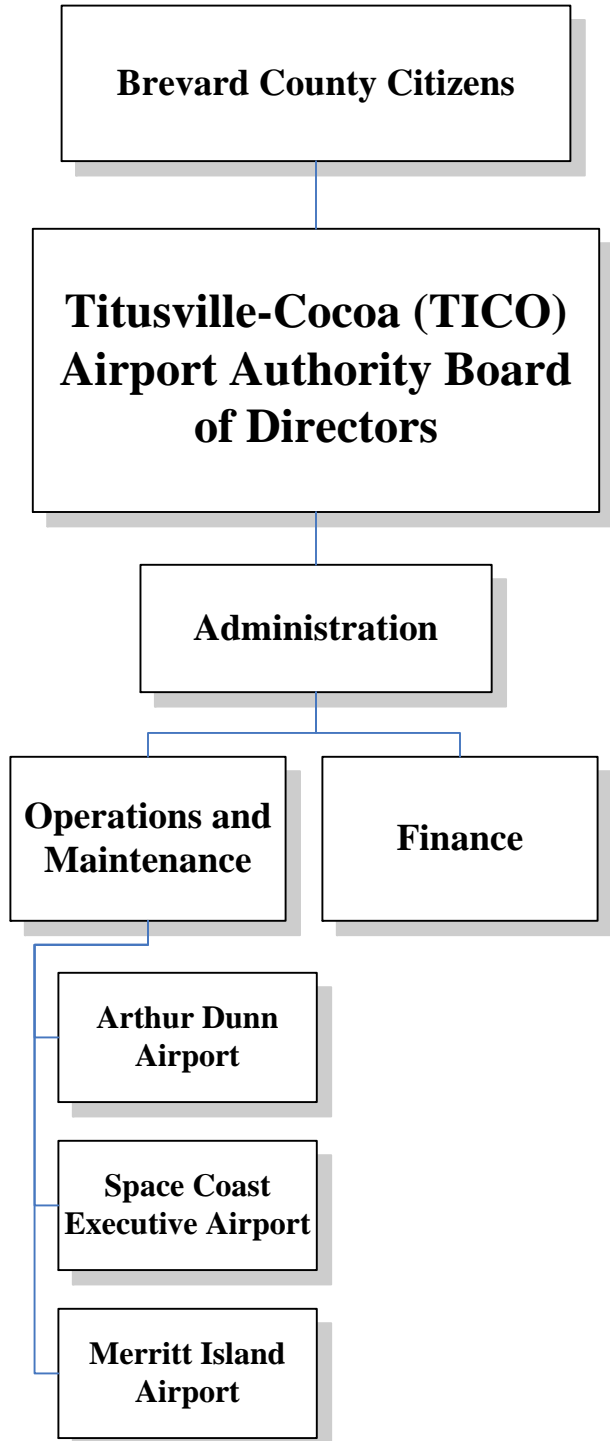 Brevard County Citizens
Titusville-Cocoa (TICO)
Airport Authority Board
of Directors
Administration
Operations and
Maintenance
Finance
Arthur Dunn
Airport
Space Coast
Executive Airport
Merritt Island
Airport